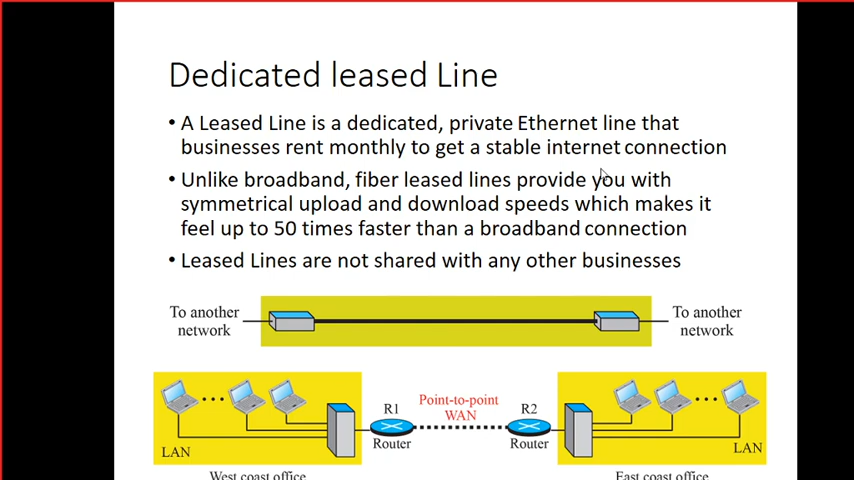 Dedicated leased Line
• A Leased Line is a dedicated, private Ethernet line that
businesses rent monthly to get a stable internet connection
• Unlike broadband, fiber leased lines provide you with
symmetrical upload and download speeds which makes it
feel up to 50 times faster than a broadband connection
• Leased Lines are not shared with any other businesses
To another
network
To another
network
R1
Point-to-point
WAN
R2
Router
Router
LAN
LAN
West coast office
East coast office